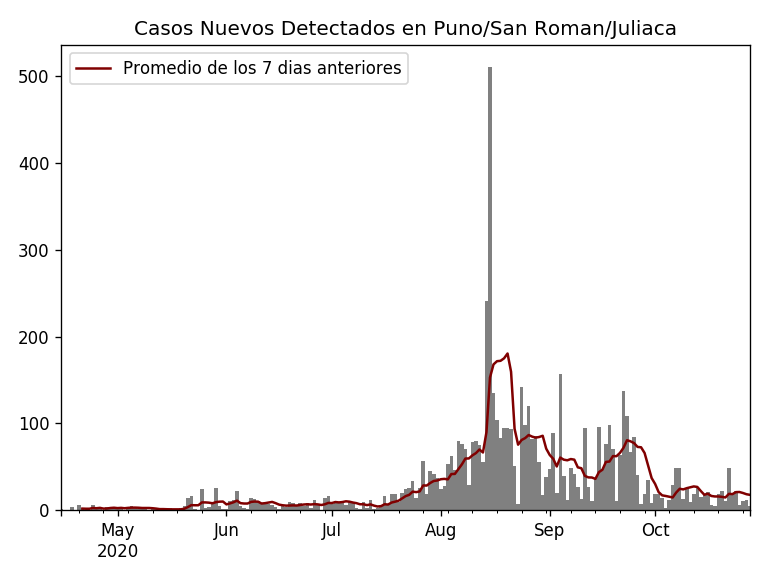 Casos Nuevos Detectados en Puno/San Roman/Juliaca
Promedio de los 7 dias anteriores
500
400
300
200
100
0
May Jun Jul Aug Sep Oct
2020